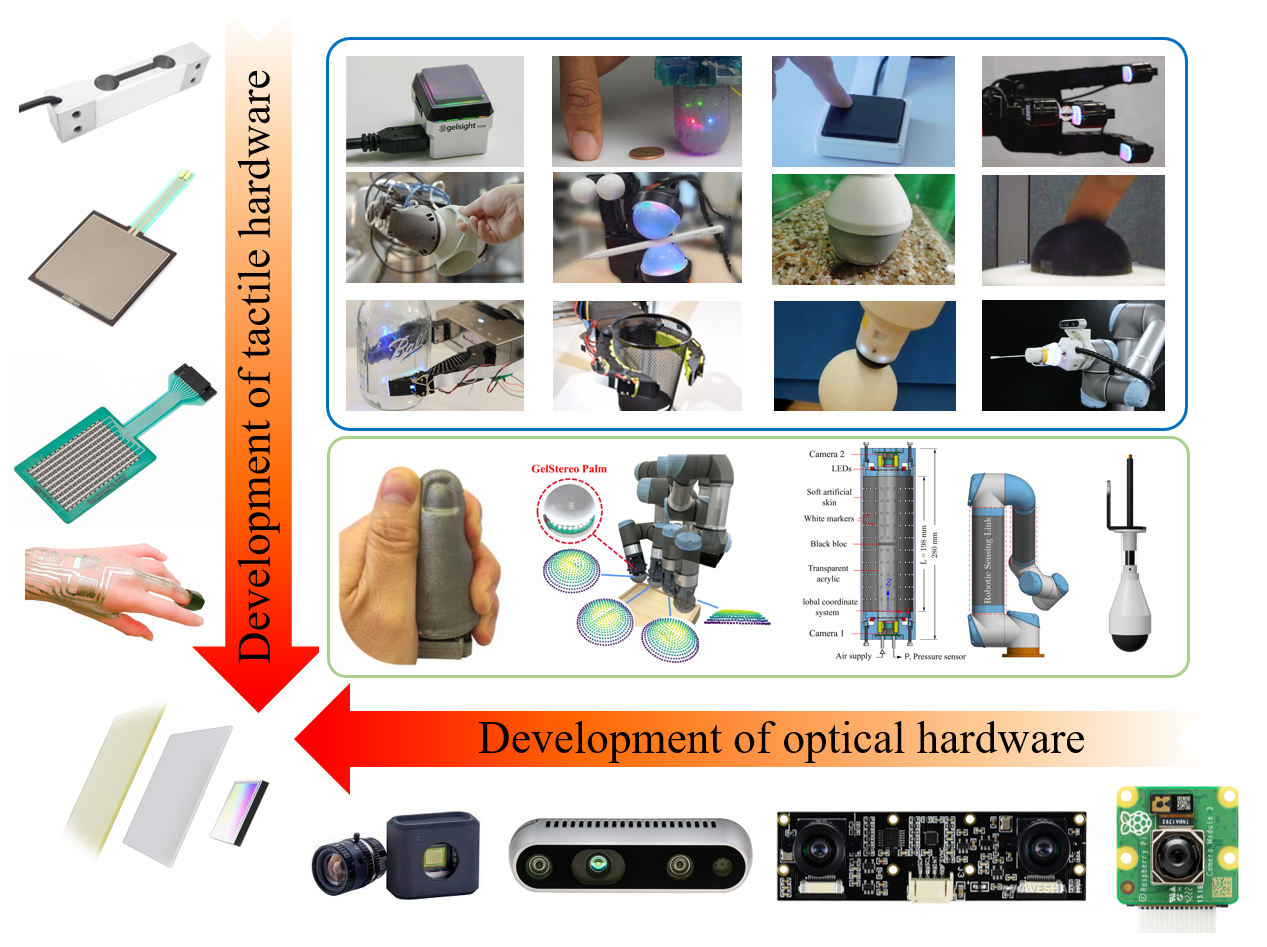 Development of tactile hardware
gelsight
Ball
GelStereo Palm
Camera 2
LEDs
Soft artificial
skin
White markers
Black bloc
Transparent
acrylic
lobal coordinate
system
Camera 1
Air supply
P, Pressure sensor
Z
L = 198 mm
280 mm
Robotic Sensing Link
Development of optical hardware
Raspberry Pi
Camera Module 3